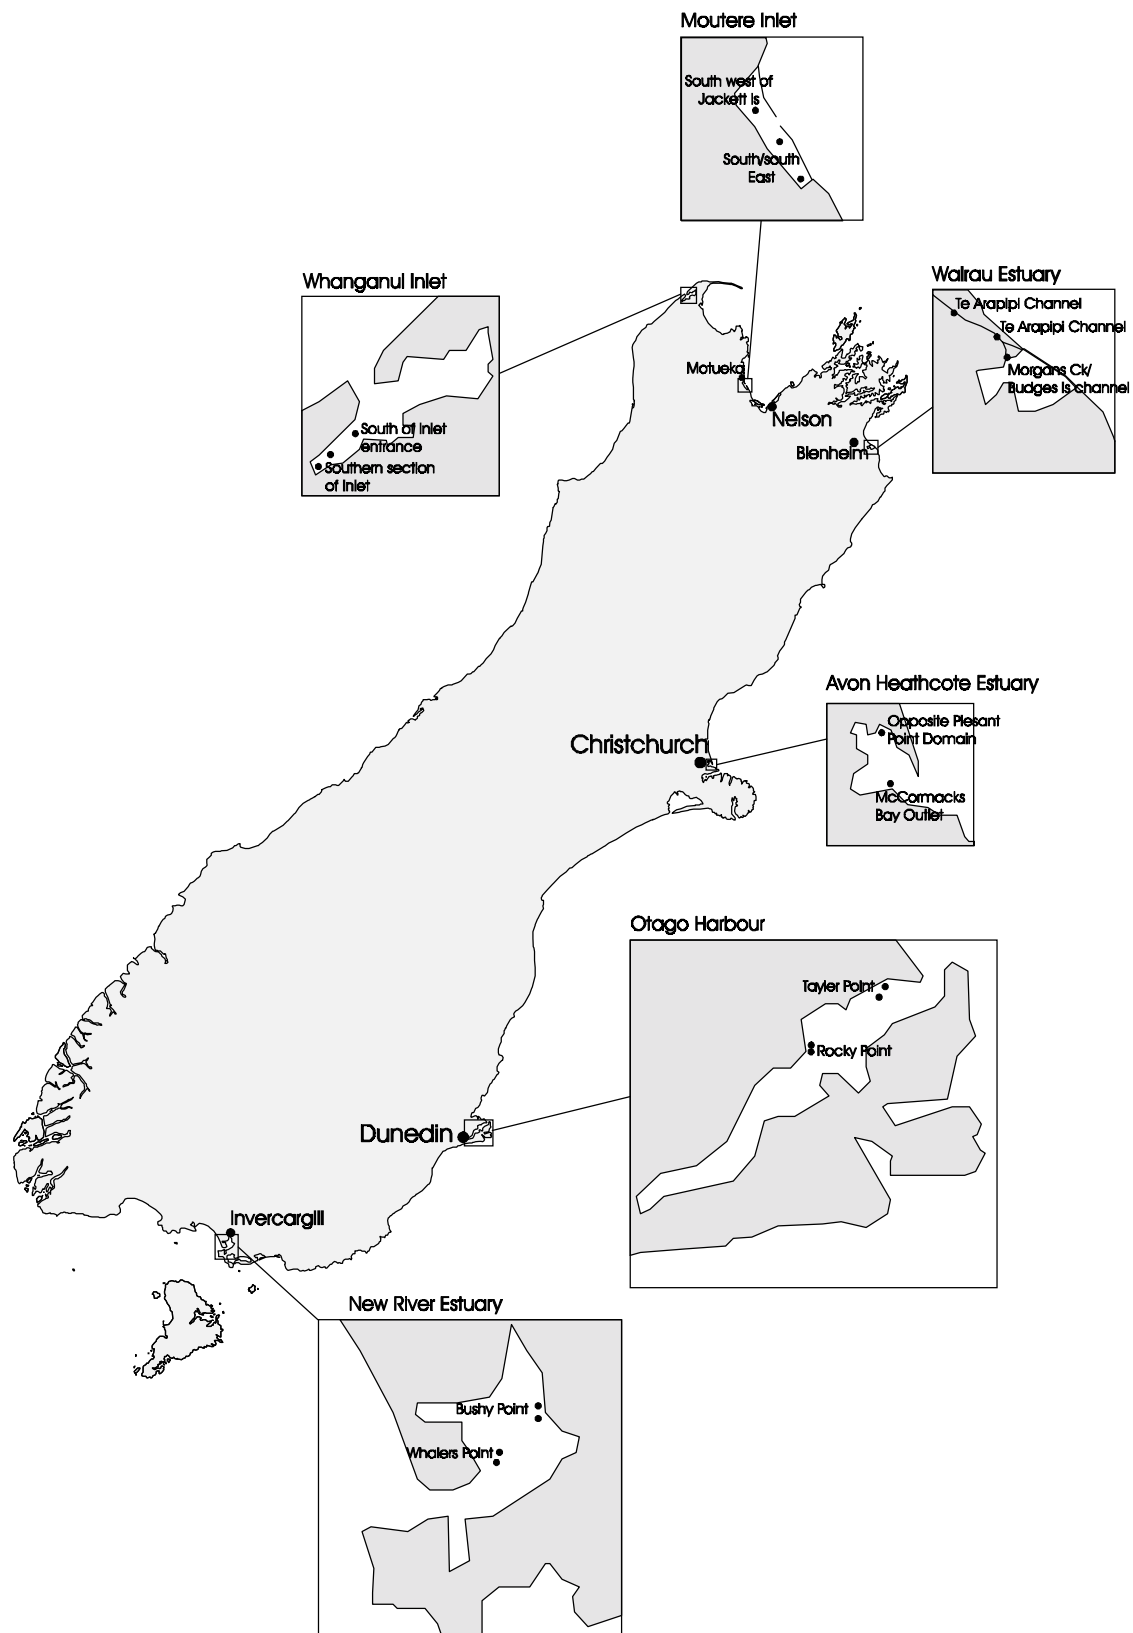 Moutere Inlet
South west of
Jackett Is
South/south
East
Whanganui Inlet
South of Inlet
entrance
Southern section
of Inlet
Wairau Estuary
Te Arapipi Channel
Te Arapipi Channel
Morgans Ck/
Budges Is channel
Motueka
Nelson
Blenheim
Avon Heathcote Estuary
Opposite Plesant
Point Domain
McCormacks
Bay Outlet
Christchurch
Otago Harbour
Tayler Point
Rocky Point
Dunedin
Invercargill
New River Estuary
Bushy Point
Whalers Point